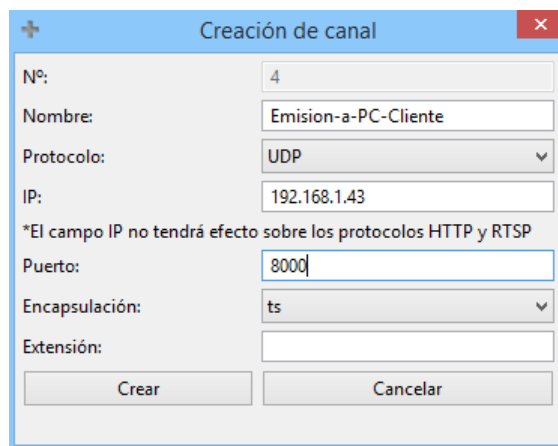 Creación de canal
Nº: 4
Nombre: Emision-a-PC-Cliente
Protocolo: UDP
IP: 192.168.1.43
*El campo IP no tendrá efecto sobre los protocolos HTTP y RTSP
Puerto: 8000
Encapsulación: ts
Extensión:
Crear Cancelar